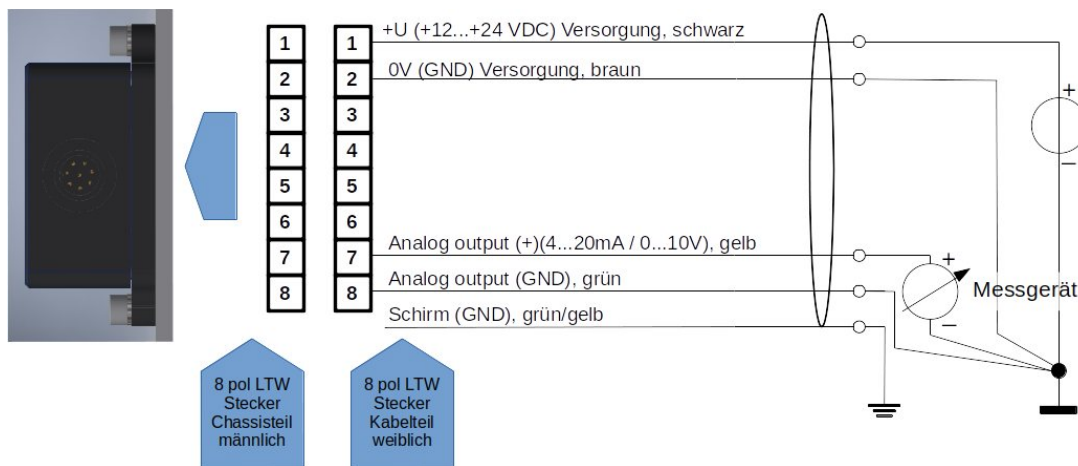 +U (+12...+24 VDC) Versorgung, schwarz
1
1
0V (GND) Versorgung, braun
2
2
3
3
4
4
5
5
6
6
Analog output (+)(4...20mA / 0...10V), gelb
7
7
Analog output (GND), grün
8
8
Schirm (GND), grün/gelb
+
−
+
−
Messgerät
8 pol LTW
Stecker
Chassisteil
männlich
8 pol LTW
Stecker
Kabelteil
weiblich